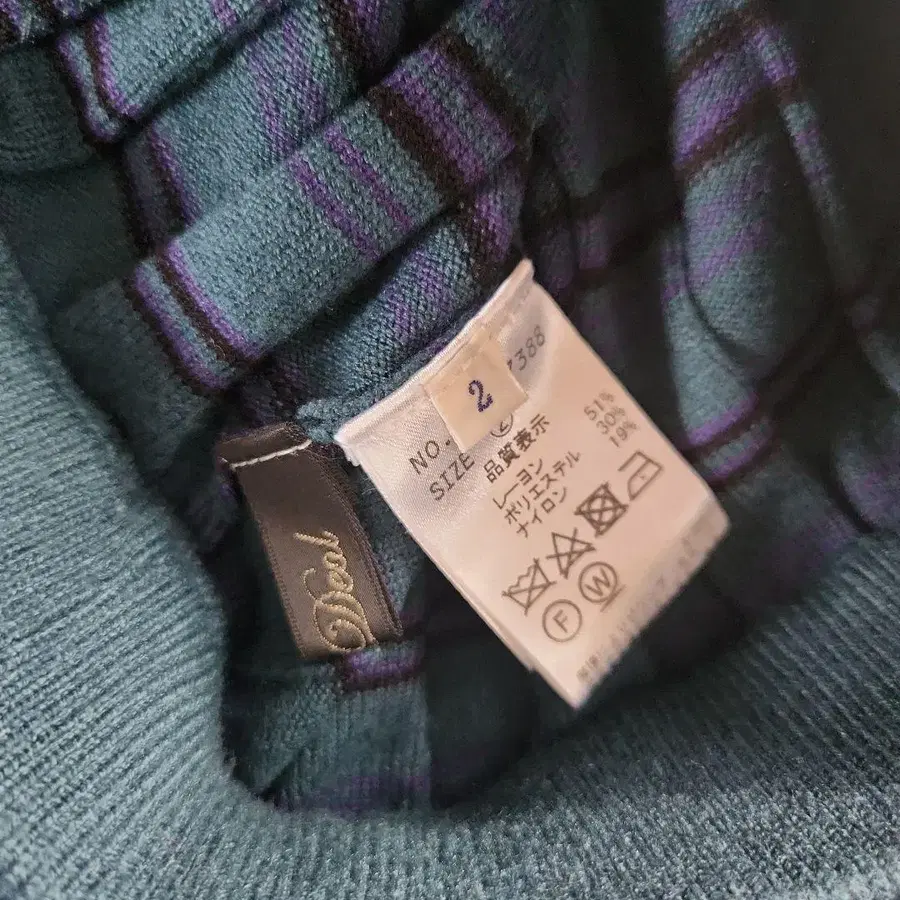 2
NO-
7388
SIZE ②
品質表示
レーヨン 51%
ポリエステル 30%
ナイロン 19%
F W
Deal